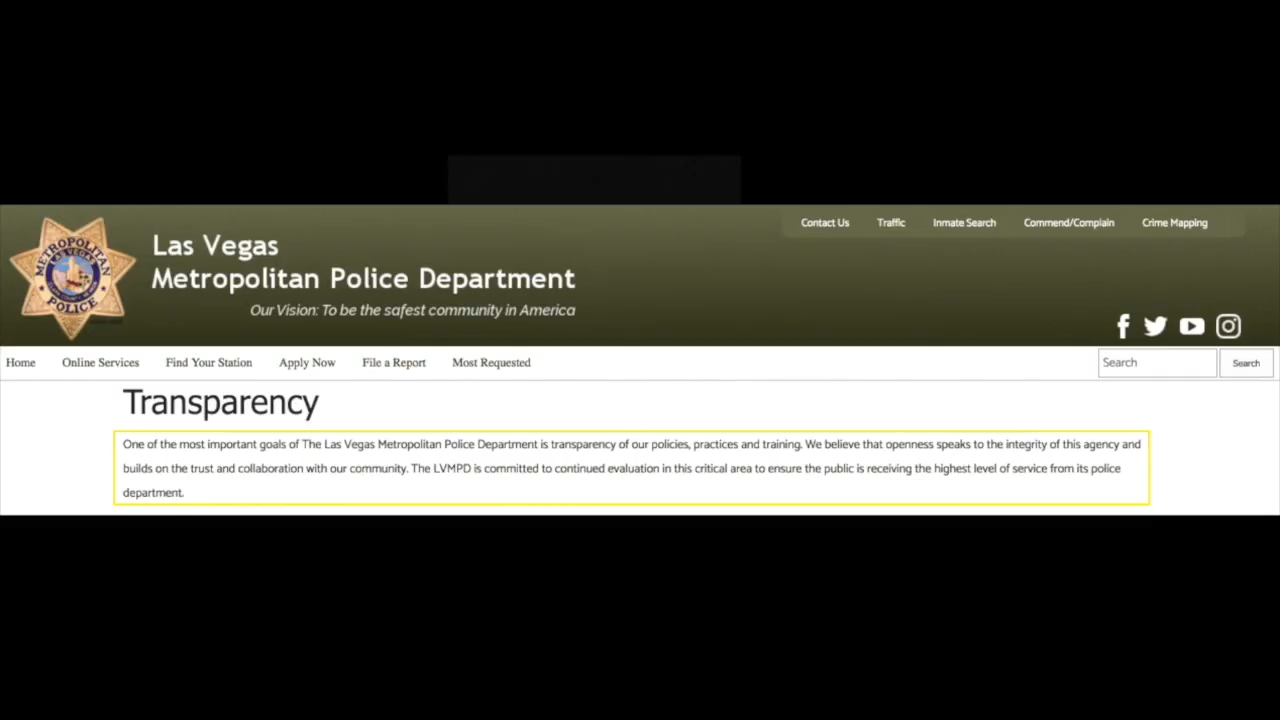 Contact Us Traffic Inmate Search Commend/Complain Crime Mapping
METROPOLITAN
LAS VEGAS
POLICE
Las Vegas
Metropolitan Police Department
Our Vision: To be the safest community in America
Home Online Services Find Your Station Apply Now File a Report Most Requested Search Search
Transparency
One of the most important goals of The Las Vegas Metropolitan Police Department is transparency of our policies, practices and training. We believe that openness speaks to the integrity of this agency and
builds on the trust and collaboration with our community. The LVMPD is committed to continued evaluation in this critical area to ensure the public is receiving the highest level of service from its police
department.